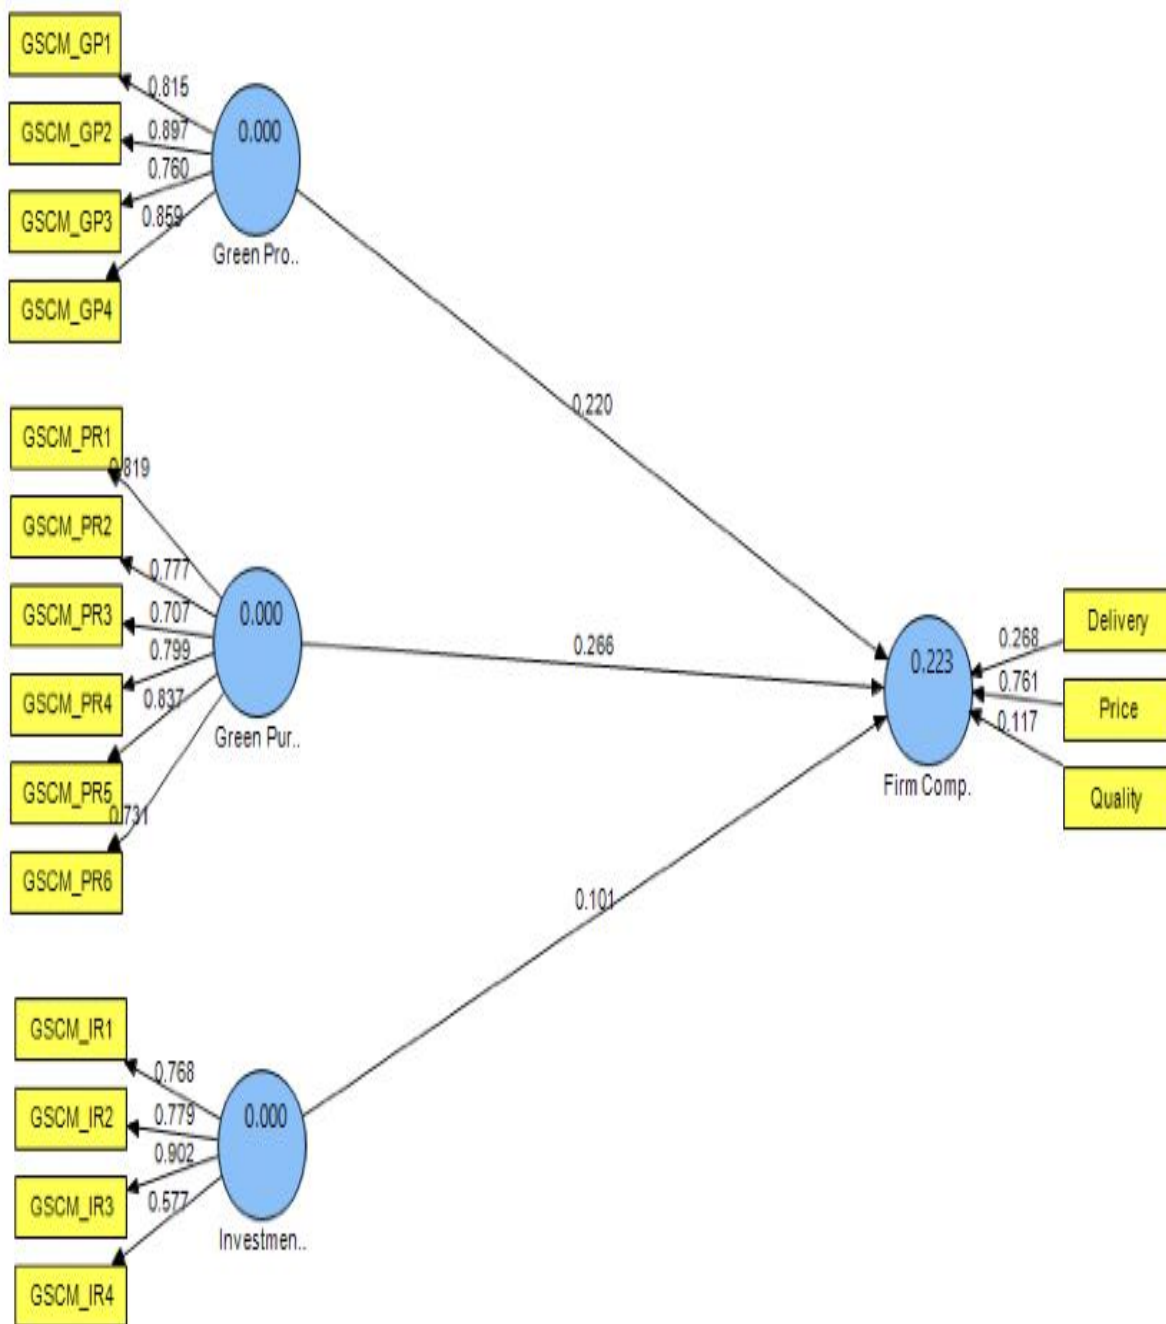 GSCM_GP1
GSCM_GP2
GSCM_GP3
GSCM_GP4
0.815
0.897
0.760
0.859
0.000
Green Pro..
0.220
GSCM_PR1
GSCM_PR2
GSCM_PR3
GSCM_PR4
GSCM_PR5
GSCM_PR6
0.819
0.777
0.707
0.799
0.837
0.731
0.000
Green Pur..
0.266
GSCM_IR1
GSCM_IR2
GSCM_IR3
GSCM_IR4
0.768
0.779
0.902
0.577
0.000
Investmen..
0.101
0.223
Firm Comp.
0.268
0.761
0.117
Delivery
Price
Quality